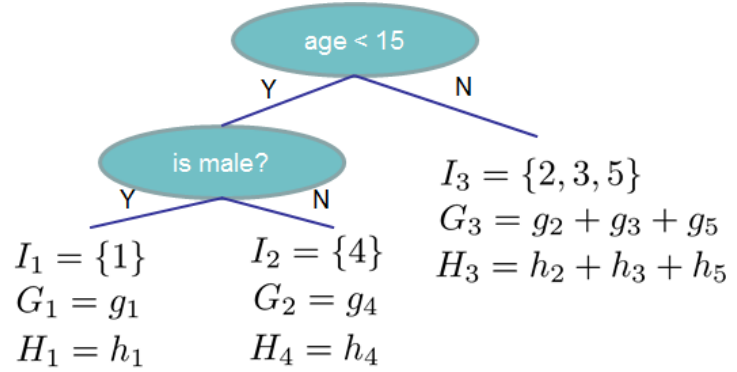 age < 15
Y
N
is male?
Y
N
I₃ = {2, 3, 5}
G₃ = g₂ + g₃ + g₅
H₃ = h₂ + h₃ + h₅
I₁ = {1}
G₁ = g₁
H₁ = h₁
I₂ = {4}
G₂ = g₄
H₄ = h₄